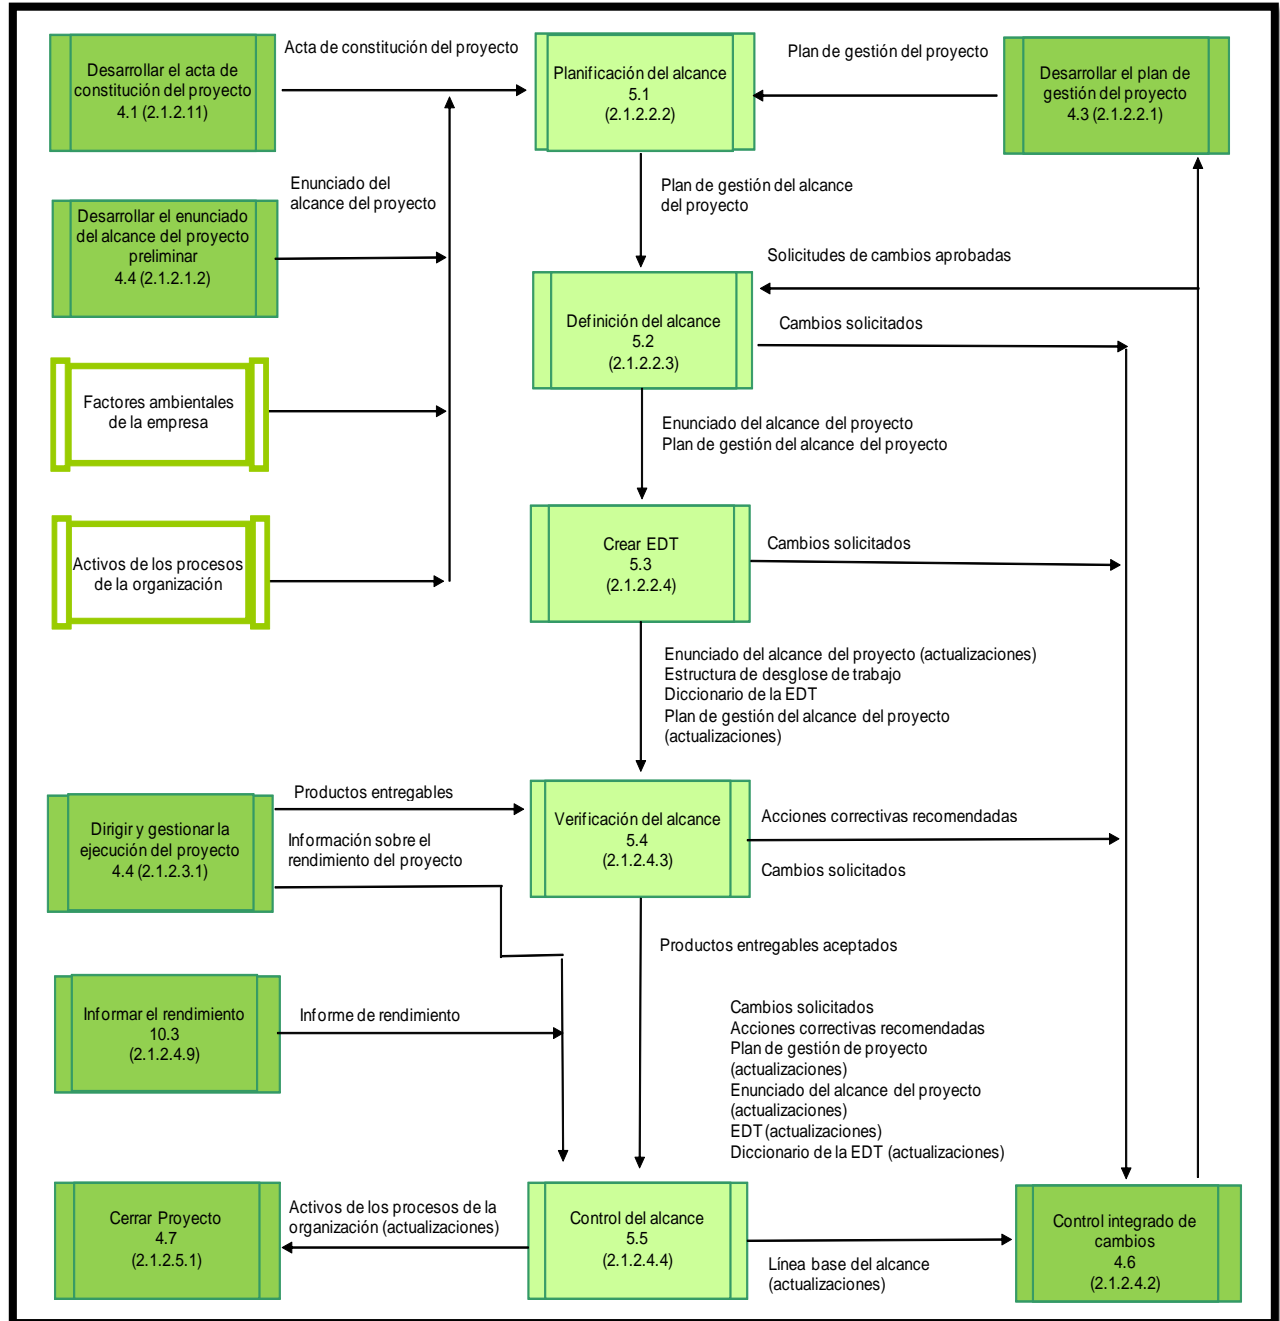 Desarrollar el acta de
constitución del proyecto
4.1 (2.1.2.11)
Acta de constitución del proyecto
Planificación del alcance
5.1
(2.1.2.2.2)
Plan de gestión del proyecto
Desarrollar el plan de
gestión del proyecto
4.3 (2.1.2.2.1)
Enunciado del
alcance del proyecto
Plan de gestión del alcance
del proyecto
Desarrollar el enunciado
del alcance del proyecto
preliminar
4.4 (2.1.2.1.2)
Solicitudes de cambios aprobadas
Definición del alcance
5.2
(2.1.2.2.3)
Cambios solicitados
Factores ambientales
de la empresa
Enunciado del alcance del proyecto
Plan de gestión del alcance del proyecto
Activos de los procesos
de la organización
Crear EDT
5.3
(2.1.2.2.4)
Cambios solicitados
Enunciado del alcance del proyecto (actualizaciones)
Estructura de desglose de trabajo
Diccionario de la EDT
Plan de gestión del alcance del proyecto
(actualizaciones)
Dirigir y gestionar la
ejecución del proyecto
4.4 (2.1.2.3.1)
Productos entregables
Información sobre el
rendimiento del proyecto
Verificación del alcance
5.4
(2.1.2.4.3)
Acciones correctivas recomendadas
Cambios solicitados
Productos entregables aceptados
Informar el rendimiento
10.3
(2.1.2.4.9)
Informe de rendimiento
Cambios solicitados
Acciones correctivas recomendadas
Plan de gestión de proyecto
(actualizaciones)
Enunciado del alcance del proyecto
(actualizaciones)
EDT (actualizaciones)
Diccionario de la EDT (actualizaciones)
Cerrar Proyecto
4.7
(2.1.2.5.1)
Activos de los procesos de la
organización (actualizaciones)
Control del alcance
5.5
(2.1.2.4.4)
Línea base del alcance
(actualizaciones)
Control integrado de
cambios
4.6
(2.1.2.4.2)